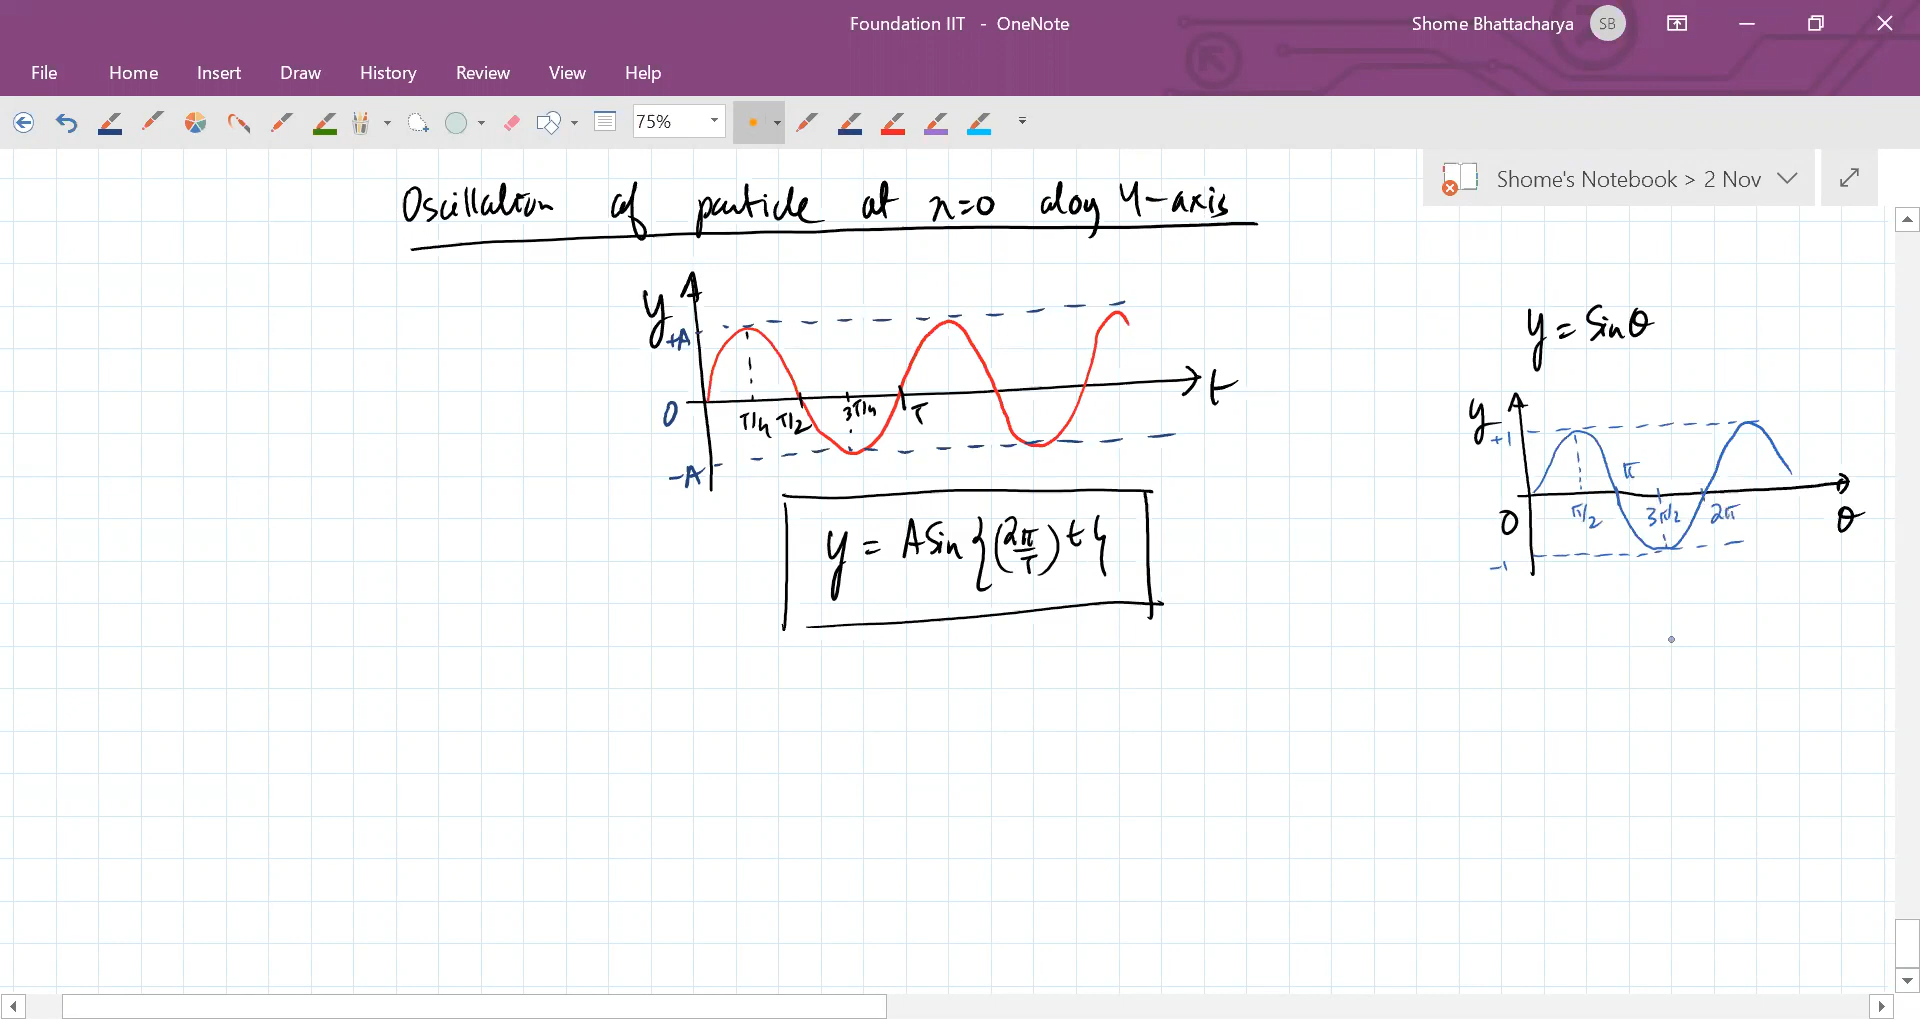 Foundation IIT - OneNote
Shome Bhattacharya SB
File Home Insert Draw History Review View Help
75%
Shome's Notebook > 2 Nov
Oscillation of particle at x=0 along Y-axis
y
+A
0
-A
T/4 T/2 3T/4 T
t
y = A Sin {(2π/T) t}
y = Sin θ
y
+1
0
-1
π/2 π 3π/2 2π
θ